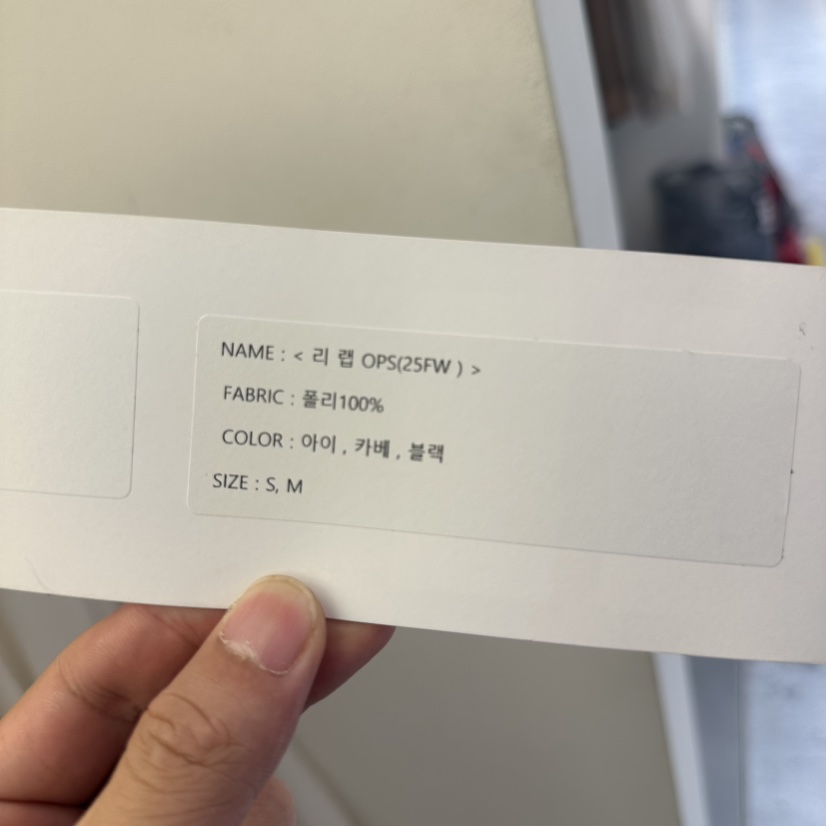 NAME : < 리 랩 OPS(25FW ) >
FABRIC : 폴리100%
COLOR : 아이 , 카베 , 블랙
SIZE : S, M